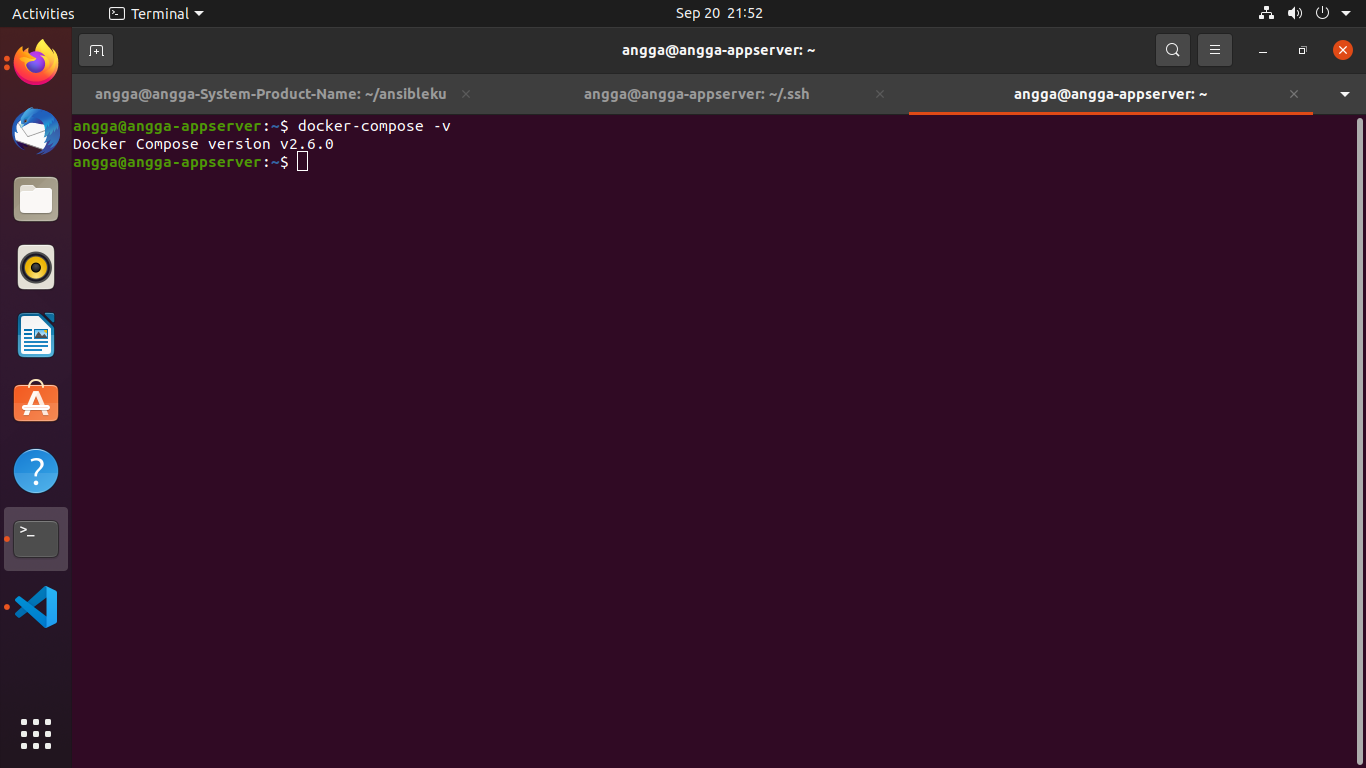 Activities Terminal Sep 20 21:52
angga@angga-appserver: ~
angga@angga-System-Product-Name: ~/ansibleku angga@angga-appserver: ~/.ssh angga@angga-appserver: ~
angga@angga-appserver:~$ docker-compose -v
Docker Compose version v2.6.0
angga@angga-appserver:~$